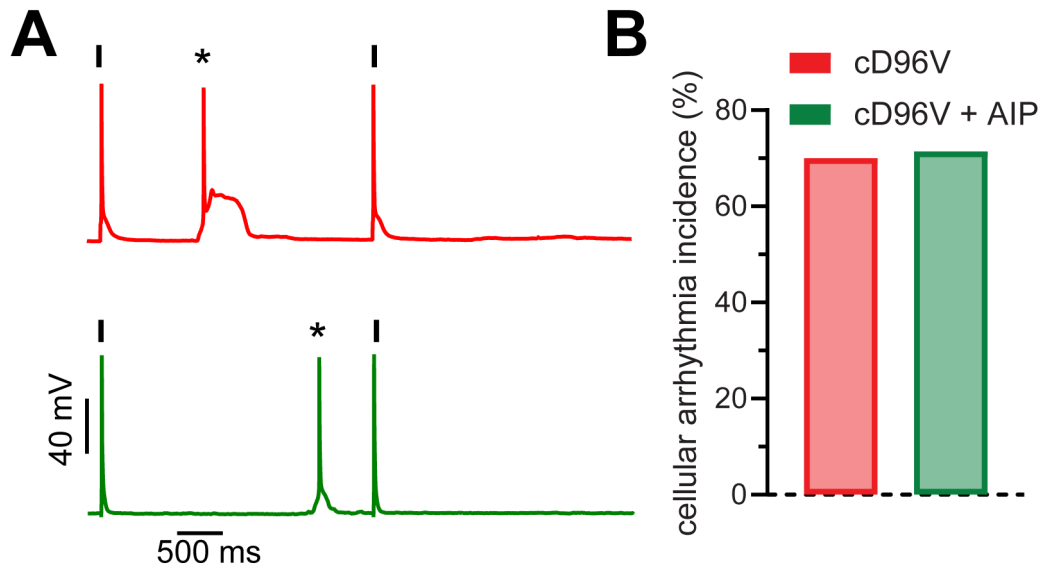 A
*
*
40 mV
500 ms
B
cD96V
cD96V + AIP
cellular arrhythmia incidence (%)
80
60
40
20
0